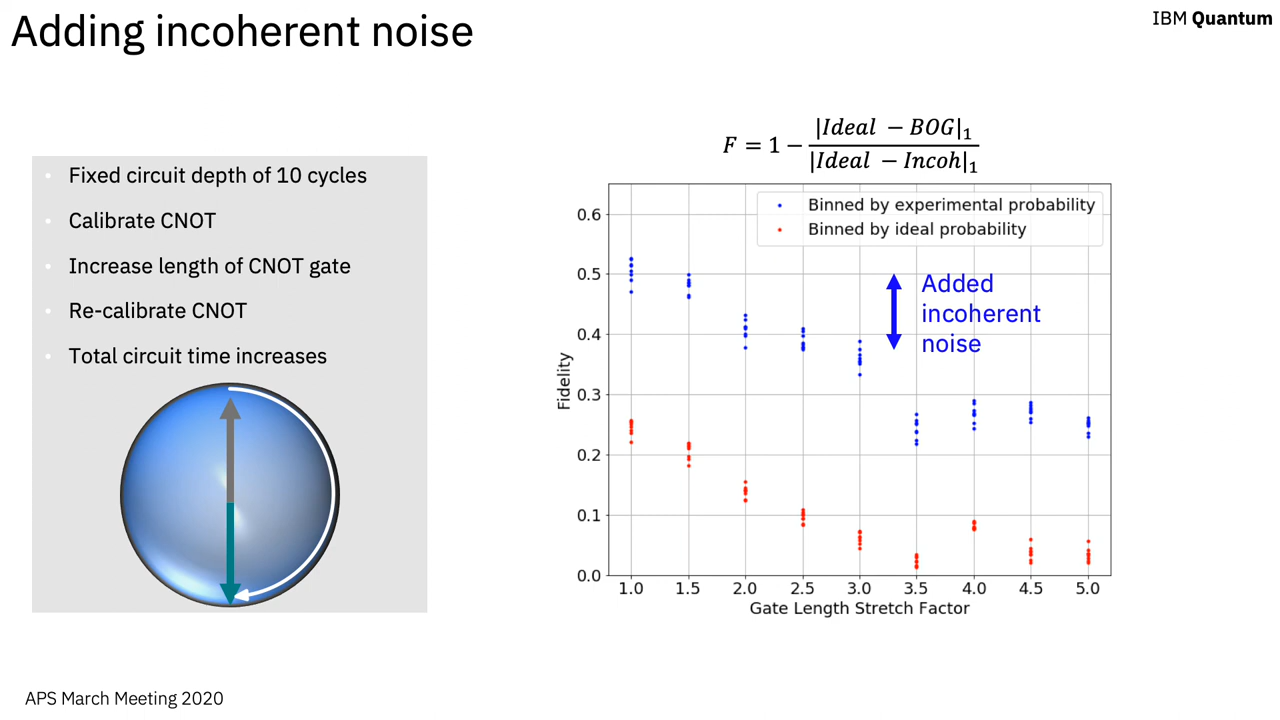 Adding incoherent noise
IBM Quantum
• Fixed circuit depth of 10 cycles
• Calibrate CNOT
• Increase length of CNOT gate
• Re-calibrate CNOT
• Total circuit time increases
F = 1 − |Ideal − BOG|₁ / |Ideal − Incoh|₁
Binned by experimental probability
Binned by ideal probability
Added
incoherent
noise
Fidelity
0.6
0.5
0.4
0.3
0.2
0.1
0.0
1.0 1.5 2.0 2.5 3.0 3.5 4.0 4.5 5.0
Gate Length Stretch Factor
APS March Meeting 2020